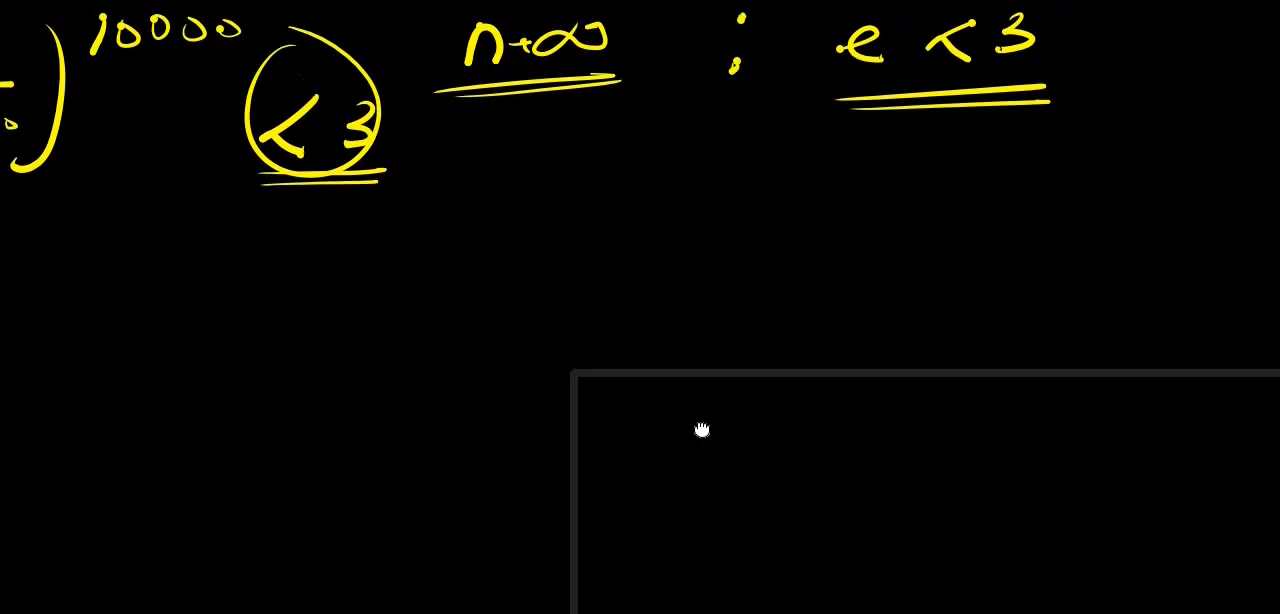 )^10000 < 3 n→∞ ; e < 3